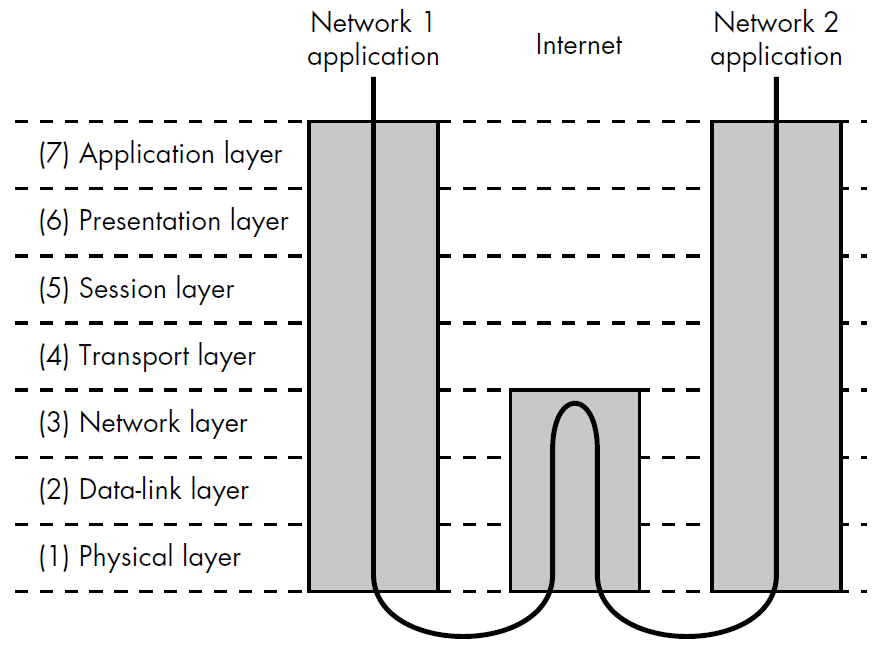 Network 1
application
Internet
Network 2
application
(7) Application layer
(6) Presentation layer
(5) Session layer
(4) Transport layer
(3) Network layer
(2) Data-link layer
(1) Physical layer